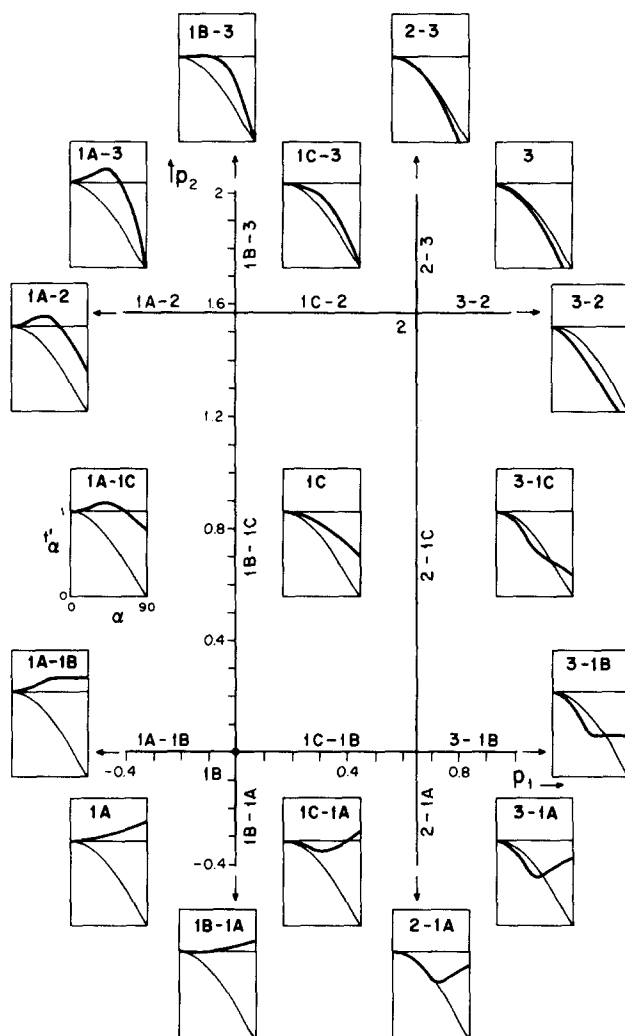 1B-3
2-3
1A-3
↑p2
1C-3
3
2
1B-3
2-3
1A-2
1.6
1A-2
1C-2
3-2
3-2
2
1.2
1A-1C
1
t'α
0
0
α
90
0.8
1B-1C
1C
2-1C
3-1C
0.4
1A-1B
3-1B
1A-1B
1C-1B
3-1B
-0.4
1B
0.4
0.8
p1 →
1A
1B-1A
1C-1A
2-1A
3-1A
-0.4
1B-1A
2-1A